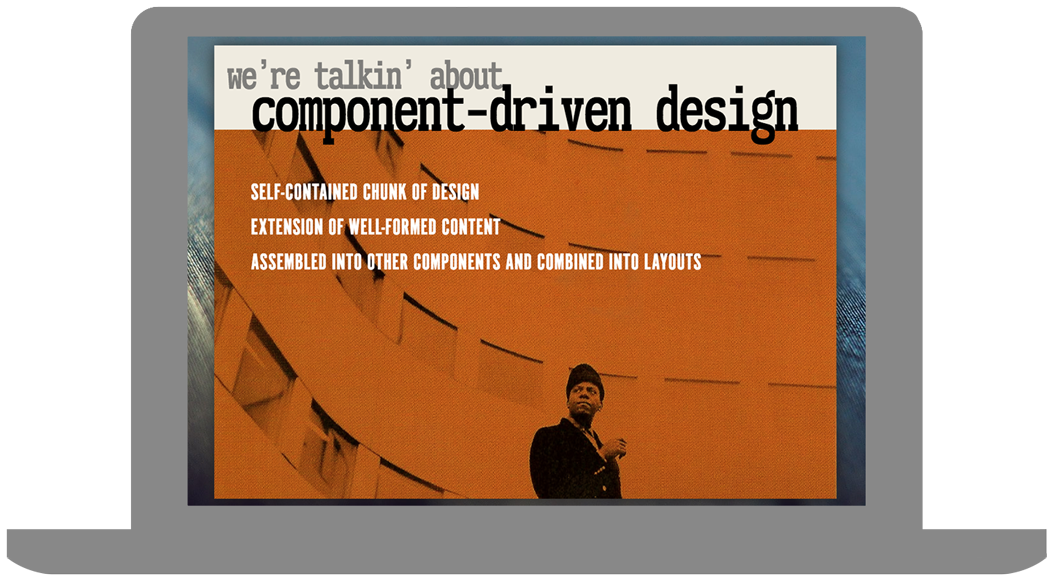 we're talkin' about
component-driven design
SELF-CONTAINED CHUNK OF DESIGN
EXTENSION OF WELL-FORMED CONTENT
ASSEMBLED INTO OTHER COMPONENTS AND COMBINED INTO LAYOUTS